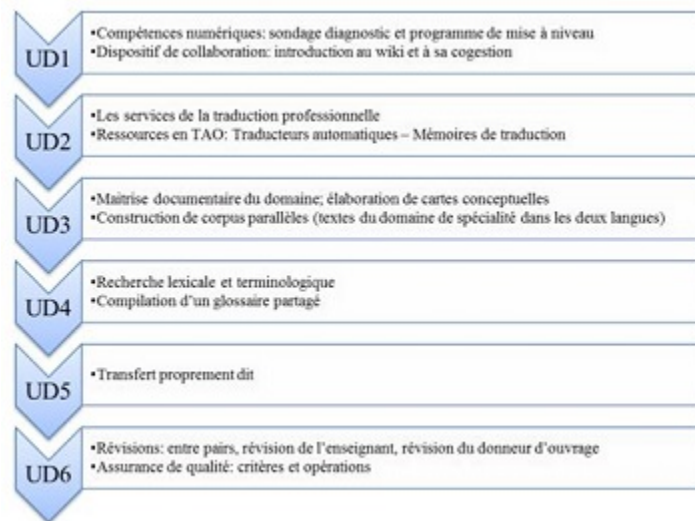 UD1
•Compétences numériques: sondage diagnostic et programme de mise à niveau
•Dispositif de collaboration: introduction au wiki et à sa cogestion
UD2
•Les services de la traduction professionnelle
•Ressources en TAO: Traducteurs automatiques – Mémoires de traduction
UD3
•Maîtrise documentaire du domaine; élaboration de cartes conceptuelles
•Construction de corpus parallèles (textes du domaine de spécialité dans les deux langues)
UD4
•Recherche lexicale et terminologique
•Compilation d’un glossaire partagé
UD5
•Transfert proprement dit
UD6
•Révisions: entre pairs, révision de l’enseignant, révision du donneur d’ouvrage
•Assurance de qualité: critères et opérations